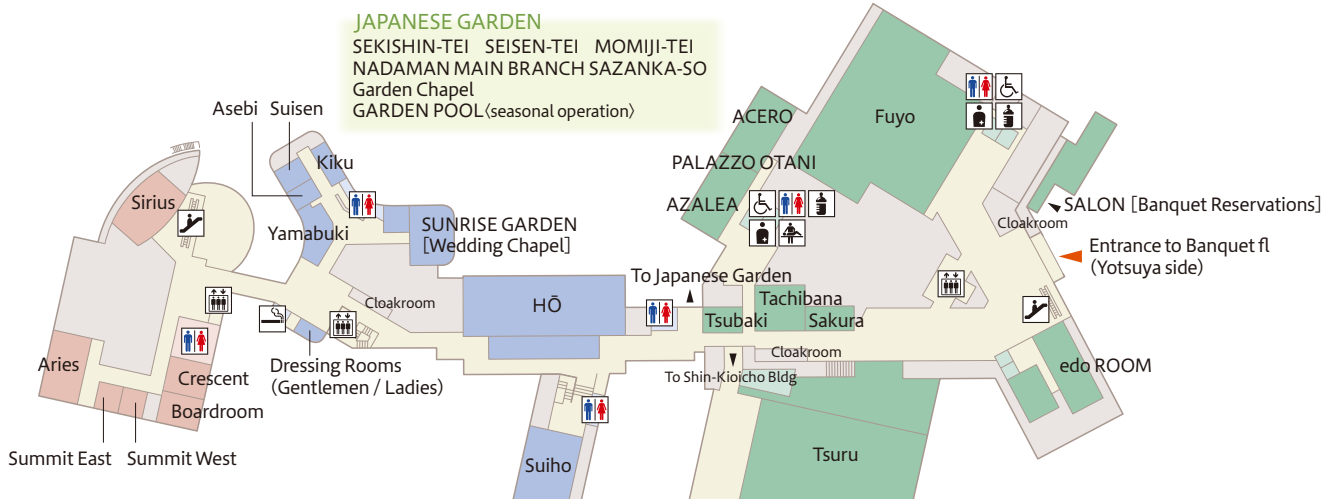 JAPANESE GARDEN
SEKISHIN-TEI SEISEN-TEI MOMIJI-TEI
NADAMAN MAIN BRANCH SAZANKA-SO
Garden Chapel
GARDEN POOL〈seasonal operation〉
Asebi Suisen
Kiku
Sirius
Yamabuki
SUNRISE GARDEN
[Wedding Chapel]
Cloakroom
HŌ
Aries
Crescent
Boardroom
Summit East
Summit West
Dressing Rooms
(Gentlemen / Ladies)
Suiho
ACERO
PALAZZO OTANI
AZALEA
Fuyo
To Japanese Garden
Tachibana
Tsubaki
Sakura
Cloakroom
To Shin-Kioicho Bldg
Tsuru
Cloakroom
SALON [Banquet Reservations]
Entrance to Banquet fl
(Yotsuya side)
edo ROOM